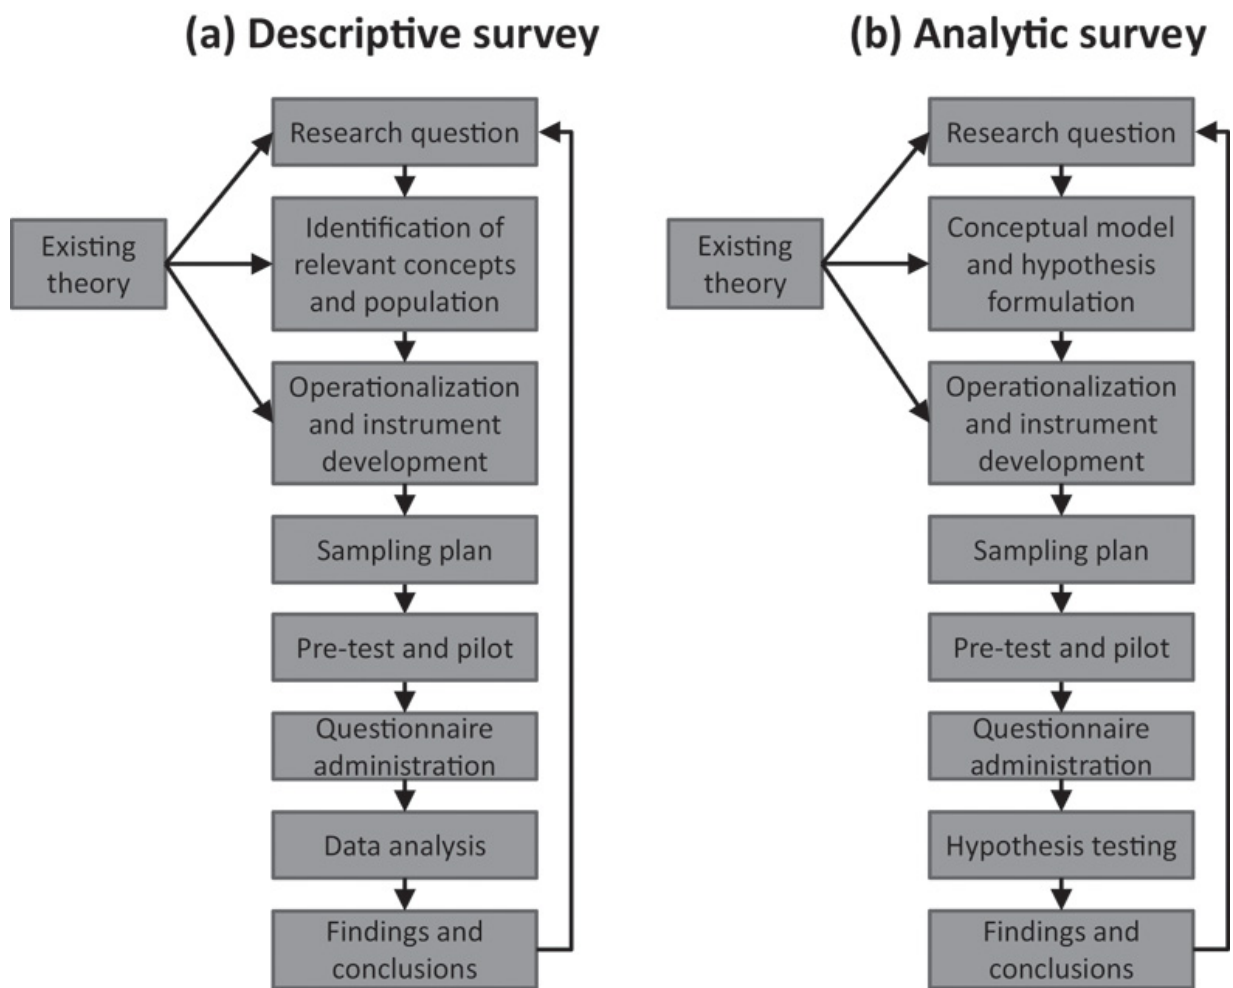 (a) Descriptive survey
Research question
Existing
theory
Identification of
relevant concepts
and population
Operationalization
and instrument
development
Sampling plan
Pre-test and pilot
Questionnaire
administration
Data analysis
Findings and
conclusions
(b) Analytic survey
Research question
Existing
theory
Conceptual model
and hypothesis
formulation
Operationalization
and instrument
development
Sampling plan
Pre-test and pilot
Questionnaire
administration
Hypothesis testing
Findings and
conclusions